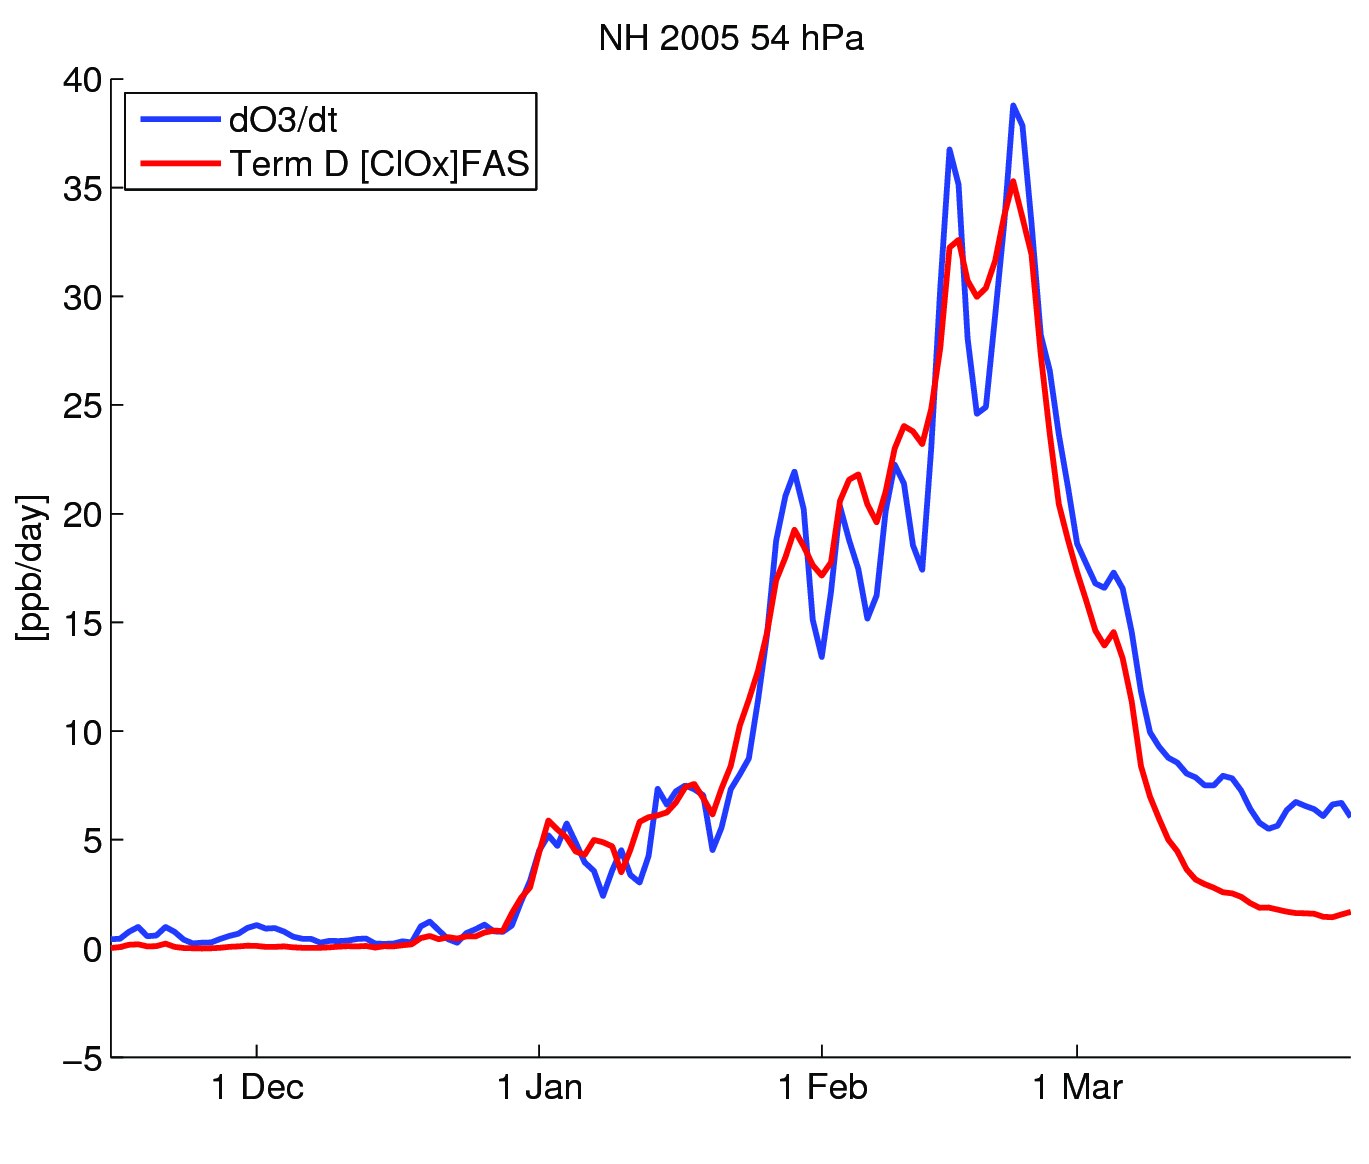 NH 2005 54 hPa
dO3/dt
Term D [ClOx]FAS
[ppb/day]
40
35
30
25
20
15
10
5
0
−5
1 Dec
1 Jan
1 Feb
1 Mar